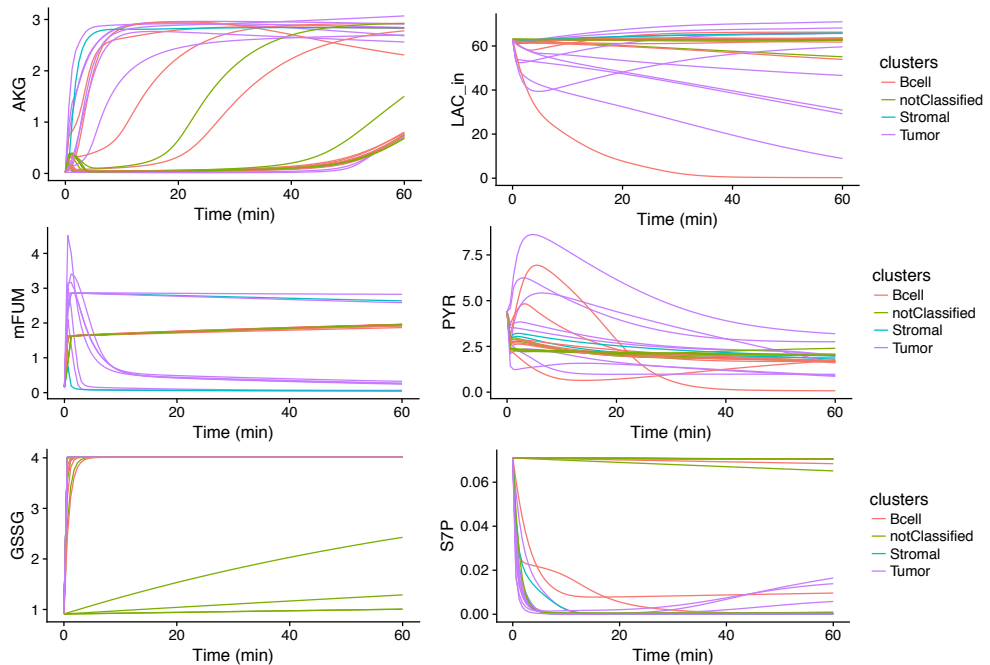 AKG
3
2
1
0
0
20
40
60
Time (min)
LAC_in
60
40
20
0
0
20
40
60
Time (min)
clusters
Bcell
notClassified
Stromal
Tumor
mFUM
4
3
2
1
0
0
20
40
60
Time (min)
PYR
7.5
5.0
2.5
0.0
0
20
40
60
Time (min)
clusters
Bcell
notClassified
Stromal
Tumor
GSSG
4
3
2
1
0
20
40
60
Time (min)
S7P
0.06
0.04
0.02
0.00
0
20
40
60
Time (min)
clusters
Bcell
notClassified
Stromal
Tumor